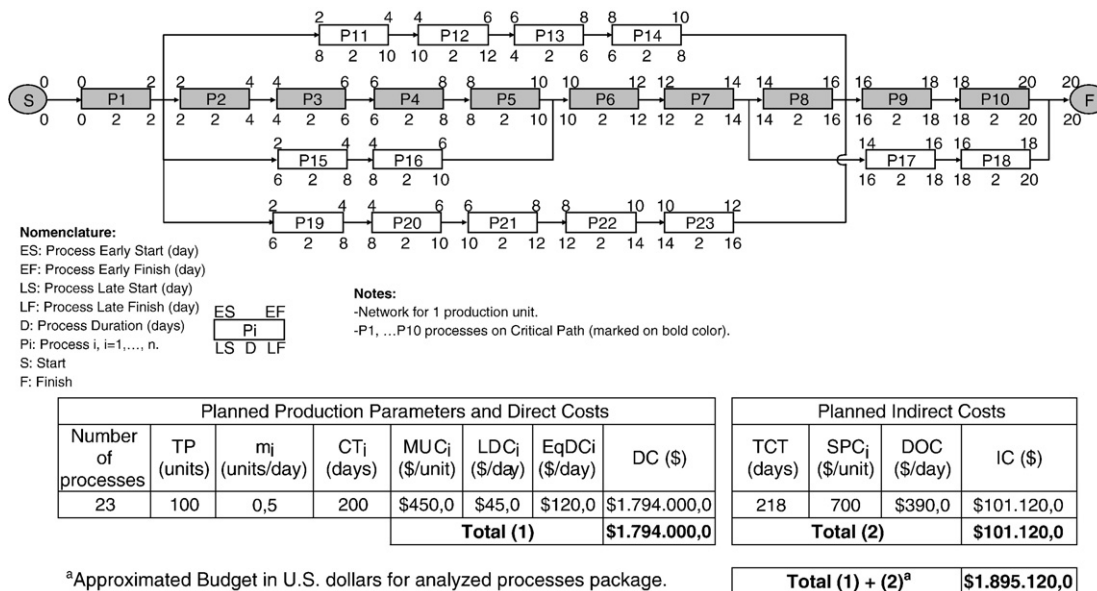 2 4 4 6 6 8 8 10
P11 P12 P13 P14
8 2 10 10 2 12 4 2 6 6 2 8
0 0 2 2 4 4 6 6 8 8 10 10 12 12 14 14 16 16 18 18 20 20
S P1 P2 P3 P4 P5 P6 P7 P8 P9 P10 F
0 0 2 2 2 2 4 4 2 6 6 2 8 8 2 10 10 2 12 12 2 14 14 2 16 16 2 18 18 2 20 20
2 4 4 6 14 16 16 18
P15 P16 P17 P18
6 2 8 8 2 10 16 2 18 18 2 20
2 4 4 6 6 8 8 10 10 12
P19 P20 P21 P22 P23
6 2 8 8 2 10 10 2 12 12 2 14 14 2 16
Nomenclature:
ES: Process Early Start (day)
EF: Process Early Finish (day)
LS: Process Late Start (day)
LF: Process Late Finish (day)
D: Process Duration (days)
Pi: Process i, i=1,..., n.
S: Start
F: Finish
ES EF
Pi
LS D LF
Notes:
-Network for 1 production unit.
-P1, ...P10 processes on Critical Path (marked on bold color).
Planned Production Parameters and Direct Costs
Number of processes TP (units) mi (units/day) CTi (days) MUCi ($/unit) LDCi ($/day) EqDCi ($/day) DC ($)
23 100 0,5 200 $450,0 $45,0 $120,0 $1.794.000,0
Total (1) $1.794.000,0
Planned Indirect Costs
TCT (days) SPCi ($/unit) DOC ($/day) IC ($)
218 700 $390,0 $101.120,0
Total (2) $101.120,0
aApproximated Budget in U.S. dollars for analyzed processes package.
Total (1) + (2)a $1.895.120,0